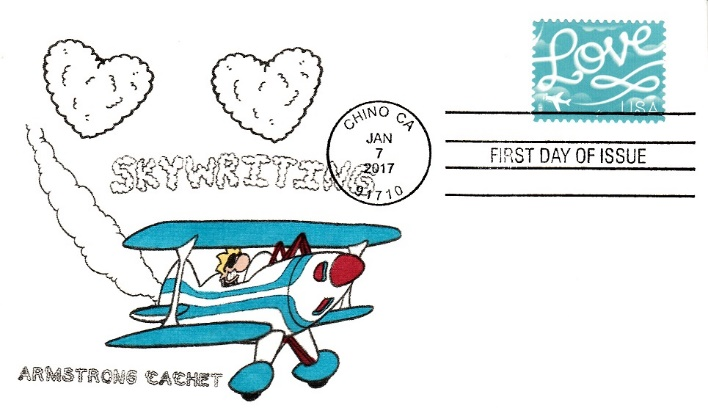 Love
USA
CHINO CA
JAN
7
2017
91710
FIRST DAY OF ISSUE
SKYWRITING
ARMSTRONG CACHET